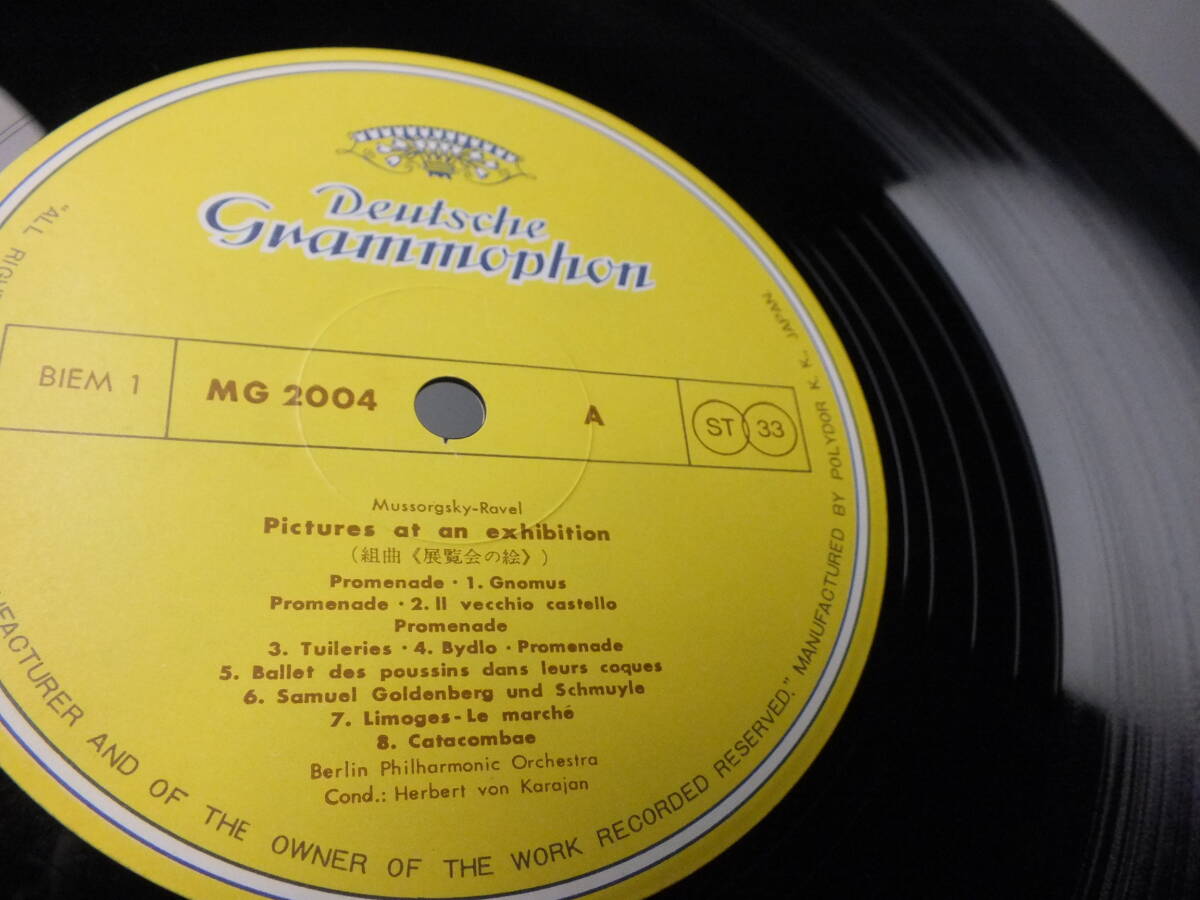 Deutsche
Grammophon
BIEM 1
MG 2004
A
ST 33
Mussorgsky-Ravel
Pictures at an exhibition
(組曲《展覧会の絵》)
Promenade · 1. Gnomus
Promenade · 2. Il vecchio castello
Promenade
3. Tuileries · 4. Bydlo · Promenade
5. Ballet des poussins dans leurs coques
6. Samuel Goldenberg und Schmuyle
7. Limoges - Le marché
8. Catacombae
Berlin Philharmonic Orchestra
Cond.: Herbert von Karajan
"ALL
AND OF THE OWNER OF THE WORK RECORDED RESERVED." MANUFACTURED BY POLYDOR K. K. JAPAN.